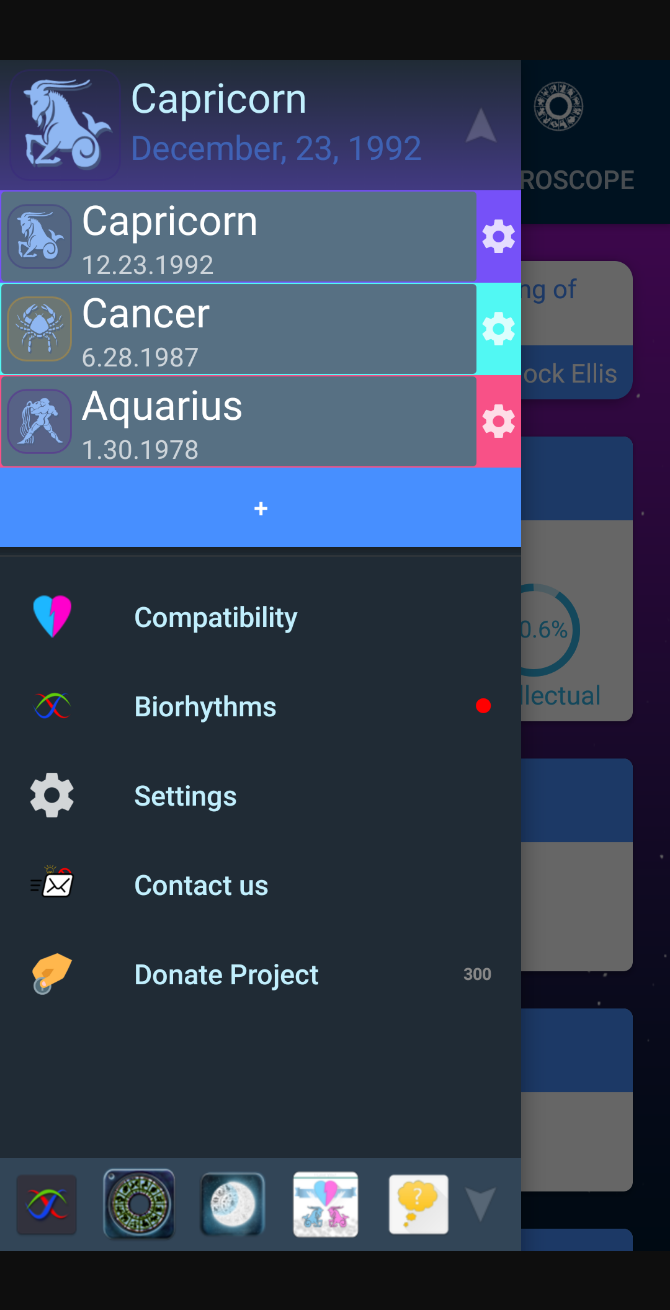 Capricorn
December, 23, 1992
ROSCOPE
Capricorn
12.23.1992
Cancer
6.28.1987
Aquarius
1.30.1978
+
ng of
ock Ellis
0.6%
llectual
Compatibility
Biorhythms
Settings
Contact us
Donate Project
300
?